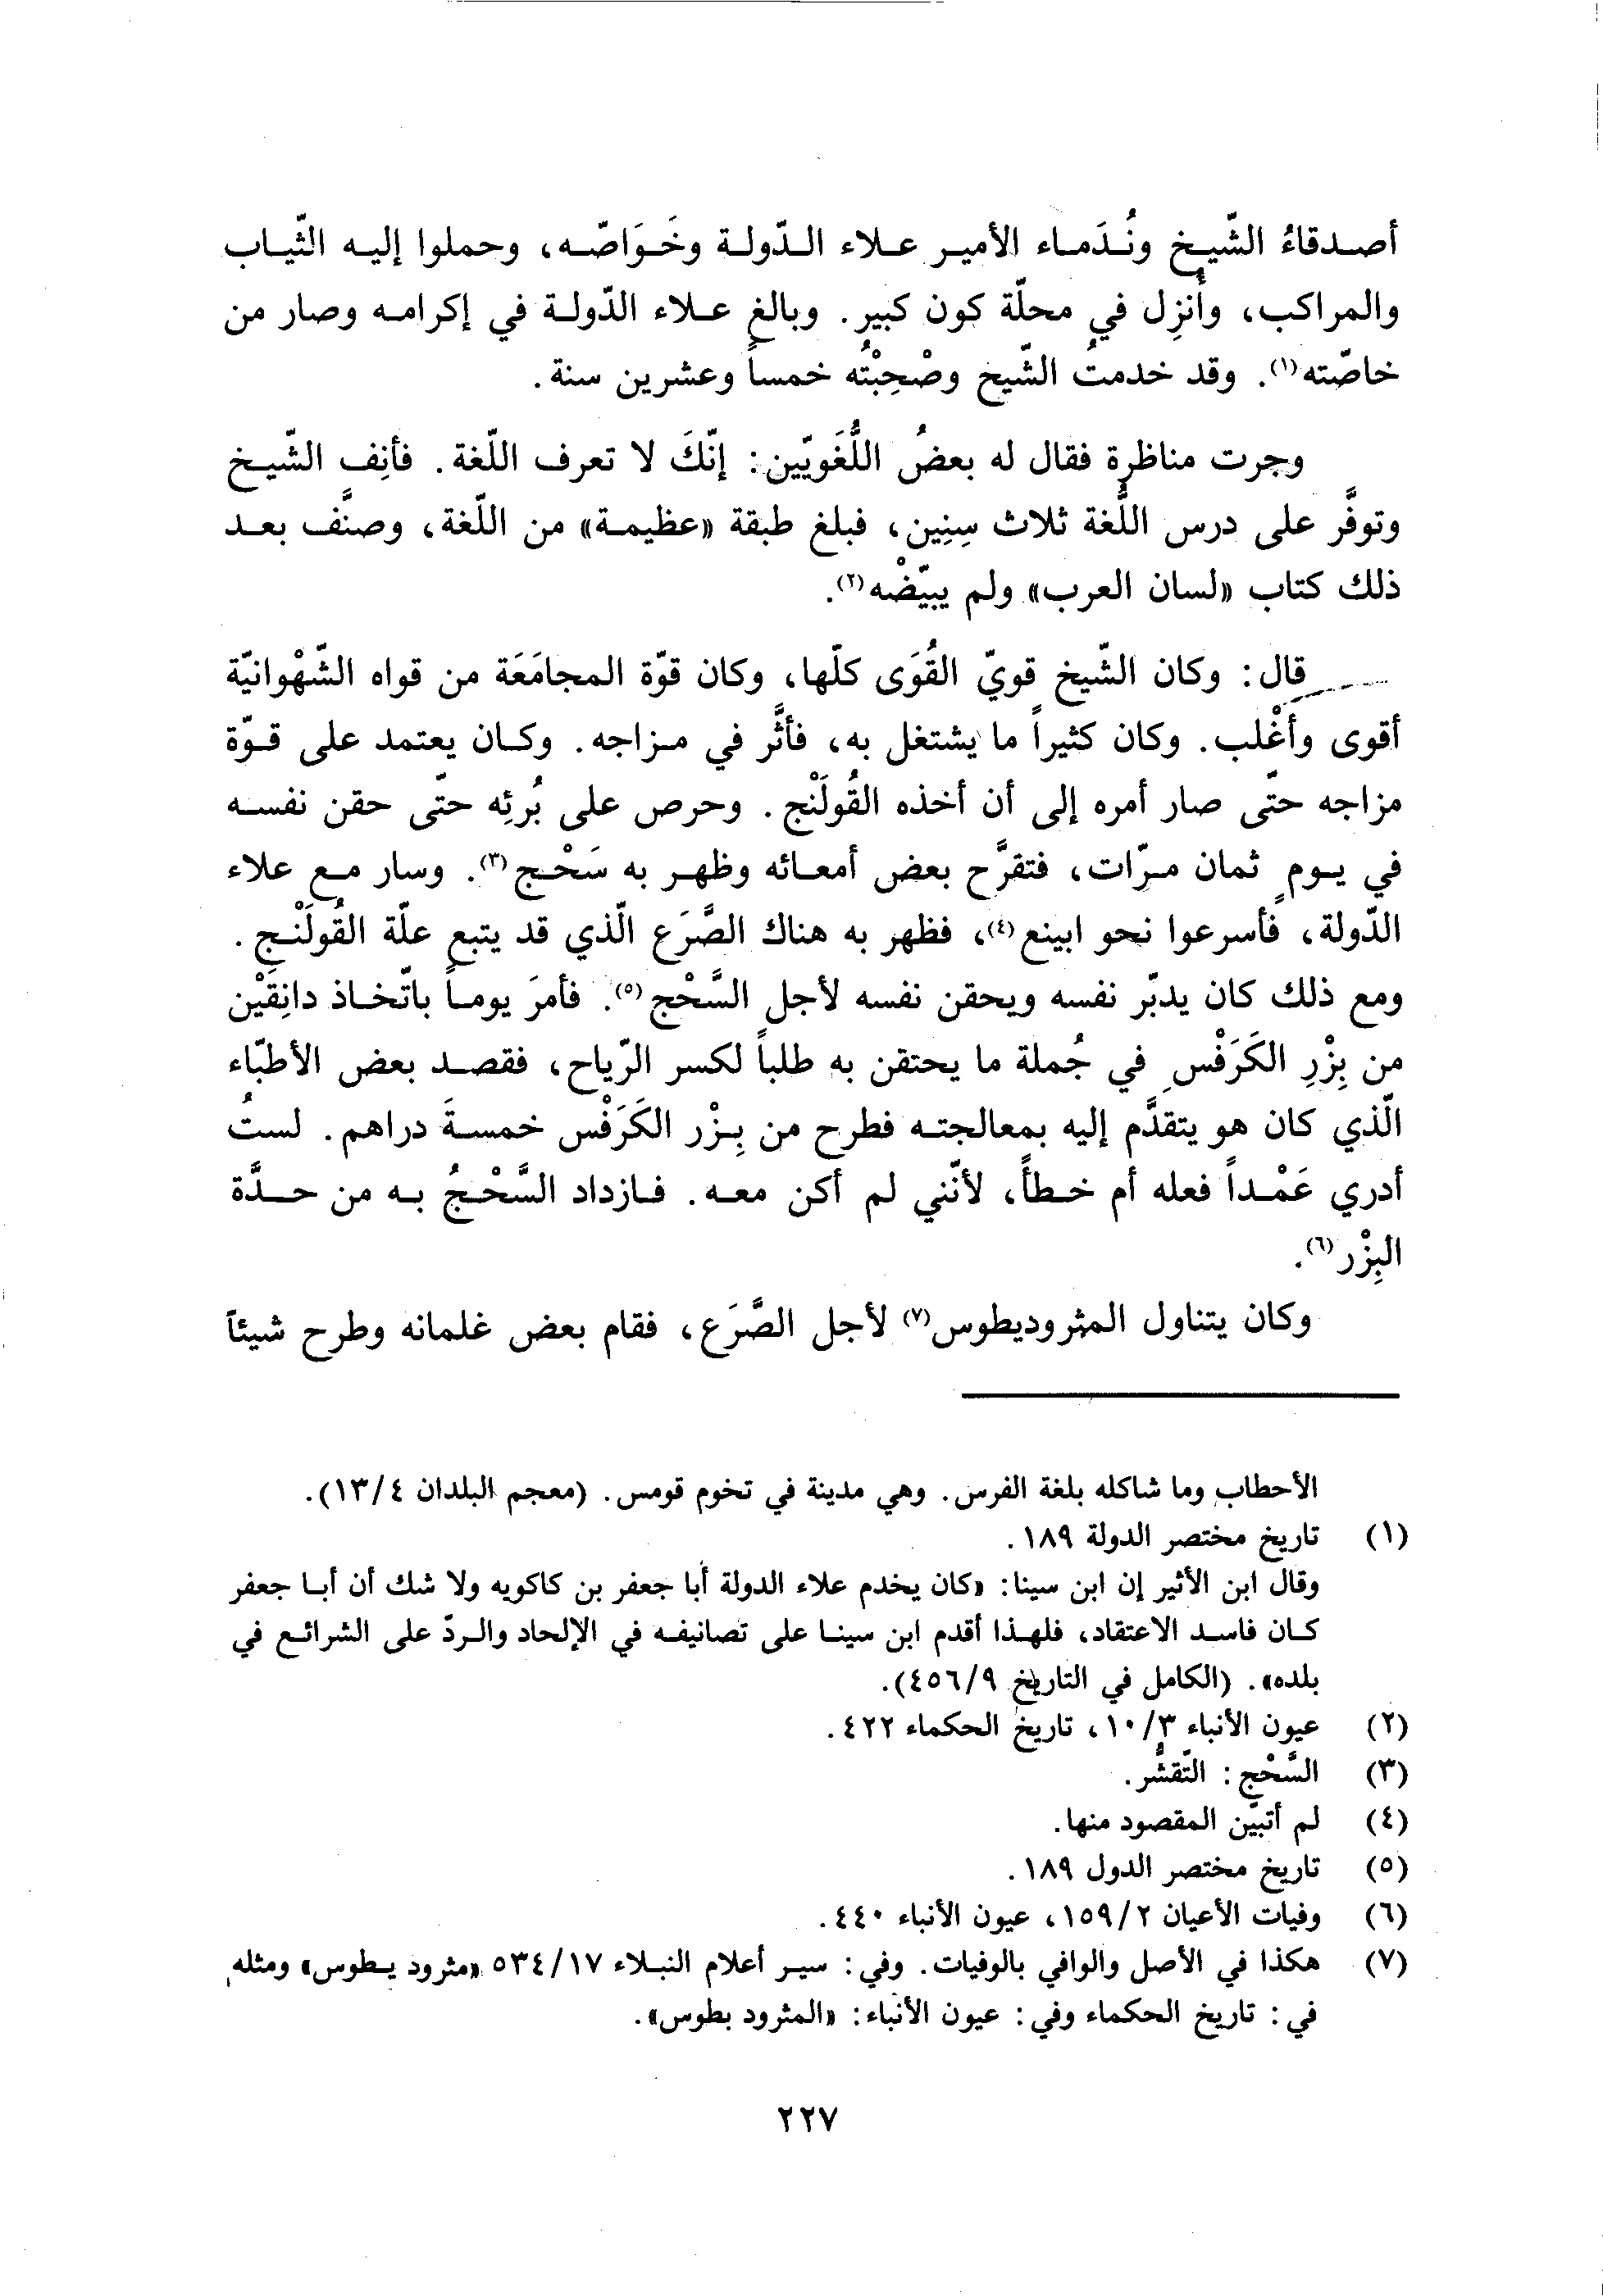 أصدقاءُ الشّيخ ونُدَماء الأمير علاء الدّولة وخَوَاصّه، وحملوا إليه الثّياب
والمراكب، وأُنزِل في محلّة كون كبير. وبالغ علاء الدّولة في إكرامه وصار من
خاصّته(١). وقد خدمتُ الشّيخ وصْحِبْتُه خمساً وعشرين سنة.
وجرت مناظرة فقال له بعضُ اللُّغَويّين: إنّكَ لا تعرف اللّغة. فأنِف الشّيخ
وتوفَّر على درس اللُّغة ثلاث سِنِين، فبلغ طبقة «عظيمة» من اللّغة، وصنَّف بعد
ذلك كتاب «لسان العرب» ولم يبيّضْه(٢).
قال: وكان الشّيخ قويّ القُوَى كلّها، وكان قوّة المجامَعَة من قواه الشّهْوانيّة
أقوى وأغْلب. وكان كثيراً ما يشتغل به، فأثَّر في مزاجه. وكان يعتمد على قوّة
مزاجه حتّى صار أمره إلى أن أخذه القُولَنْج. وحرص على بُرئِه حتّى حقن نفسه
في يومٍ ثمان مرّات، فتقرَّح بعض أمعائه وظهر به سَحْج(٣). وسار مع علاء
الدّولة، فأسرعوا نحو ابينع(٤)، فظهر به هناك الصَّرَع الّذي قد يتبع علّة القُولَنْج.
ومع ذلك كان يدبّر نفسه ويحقن نفسه لأجل السَّحْج(٥). فأمرَ يوماً باتّخاذ دانِقَيْن
من بِزْرِ الكَرَفْسِ في جُملة ما يحتقن به طلباً لكسر الرّياح، فقصد بعض الأطبّاء
الّذي كان هو يتقدَّم إليه بمعالجته فطرح من بِزْر الكَرَفْس خمسةَ دراهم. لستُ
أدري عَمْداً فعله أم خطأً، لأنّني لم أكن معه. فازداد السَّحْجُ به من حدَّة
البِزْر(٦).
وكان يتناول المثروديطوس(٧) لأجل الصَّرَع، فقام بعض غلمانه وطرح شيئاً
الأحطاب وما شاكله بلغة الفرس. وهي مدينة في تخوم قومس. (معجم البلدان ١٣/٤).
(١) تاريخ مختصر الدولة ١٨٩.
وقال ابن الأثير إن ابن سينا: «كان يخدم علاء الدولة أبا جعفر بن كاكويه ولا شك أن أبا جعفر
كان فاسد الاعتقاد، فلهذا أقدم ابن سينا على تصانيفه في الإلحاد والردّ على الشرائع في
بلده». (الكامل في التاريخ ٤٥٦/٩).
(٢) عيون الأنباء ١٠/٣، تاريخ الحكماء ٤٢٢.
(٣) السَّحْج: التّقشُّر.
(٤) لم أتبيّن المقصود منها.
(٥) تاريخ مختصر الدول ١٨٩.
(٦) وفيات الأعيان ١٥٩/٢، عيون الأنباء ٤٤٠.
(٧) هكذا في الأصل والوافي بالوفيات. وفي: سير أعلام النبلاء ٥٣٤/١٧ «مثرود يطوس» ومثله
في: تاريخ الحكماء وفي: عيون الأنباء: «المثرود بطوس».
٢٢٧